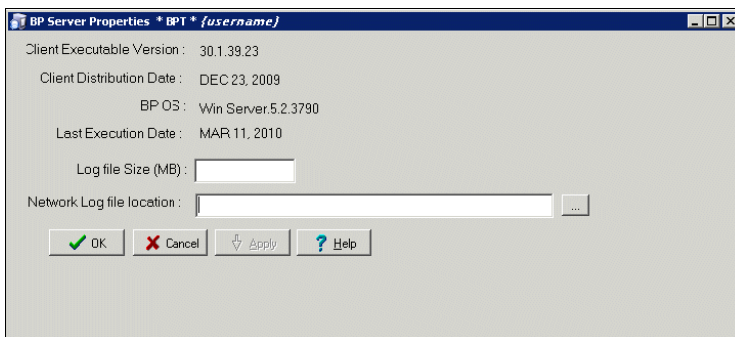 BP Server Properties * BPT * {username}
Client Executable Version : 30.1.39.23
Client Distribution Date : DEC 23, 2009
BP OS : Win Server.5.2.3790
Last Execution Date : MAR 11, 2010
Log file Size (MB) :
Network Log file location : ...
OK Cancel Apply Help